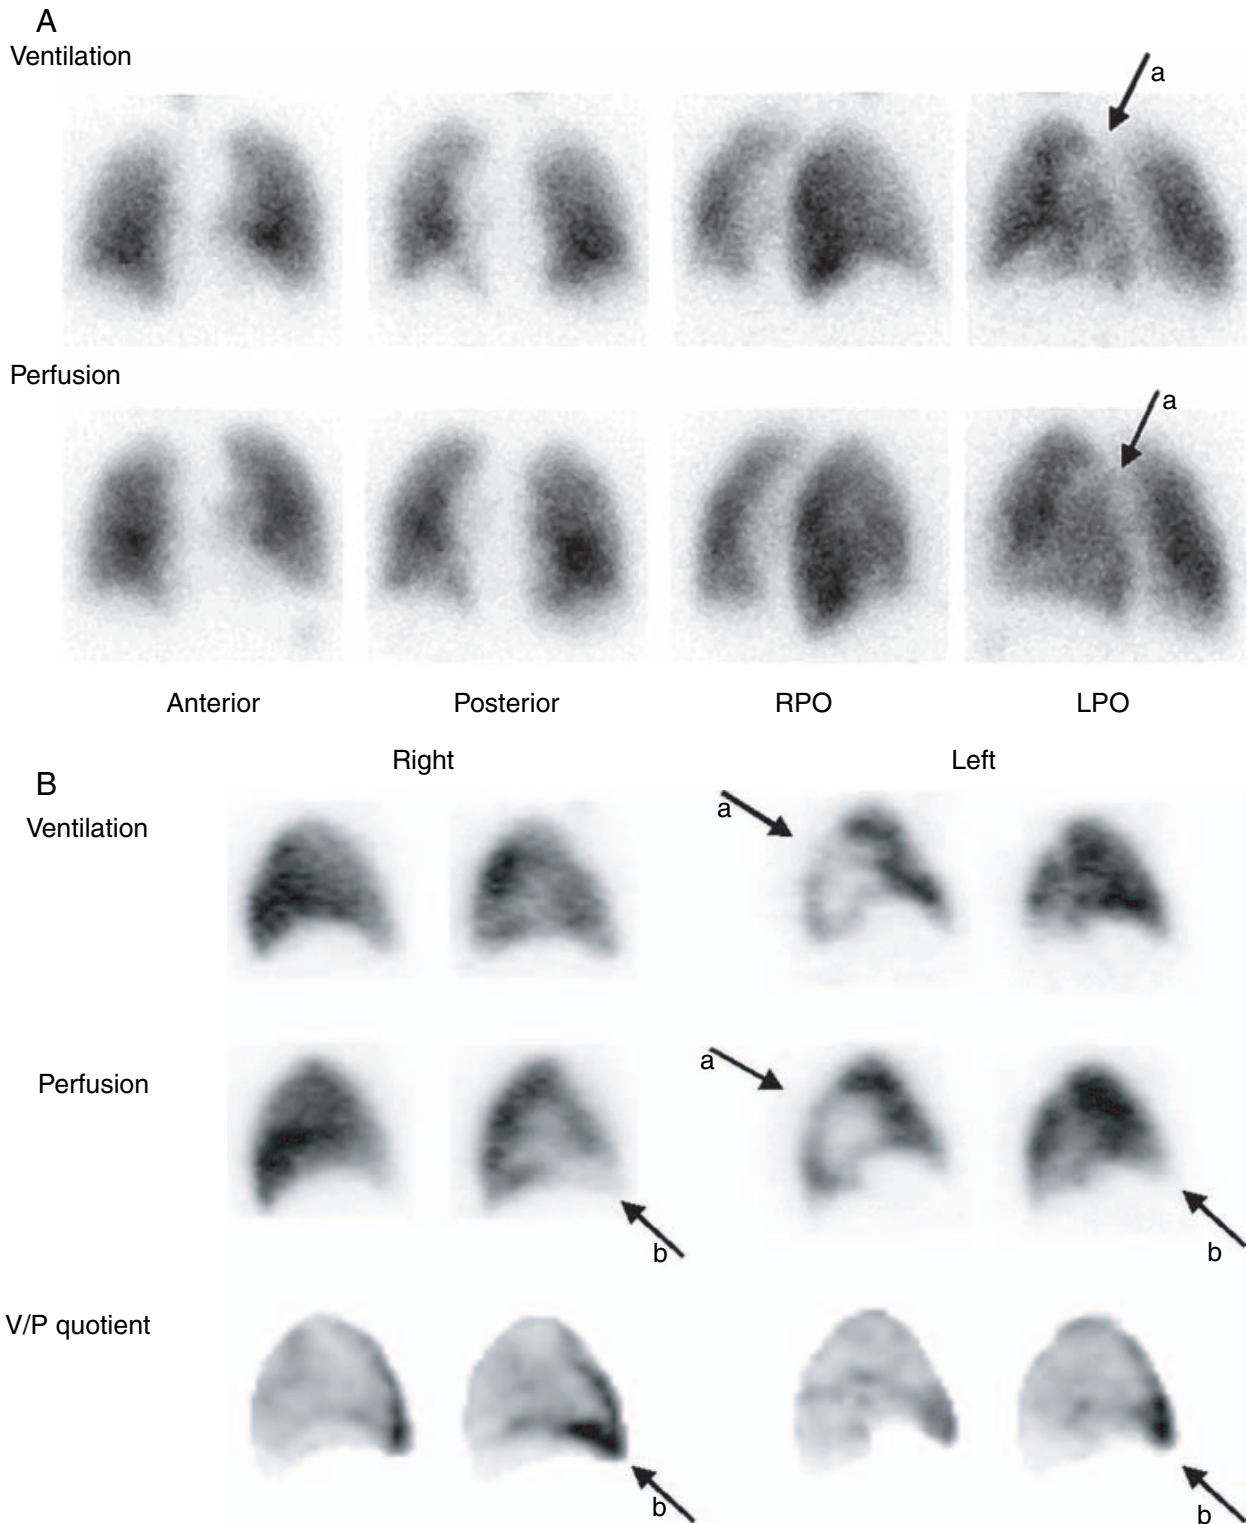 A
Ventilation
a
Perfusion
a
Anterior Posterior RPO LPO
Right Left
B
Ventilation
a
Perfusion
a
b
b
V/P quotient
b
b